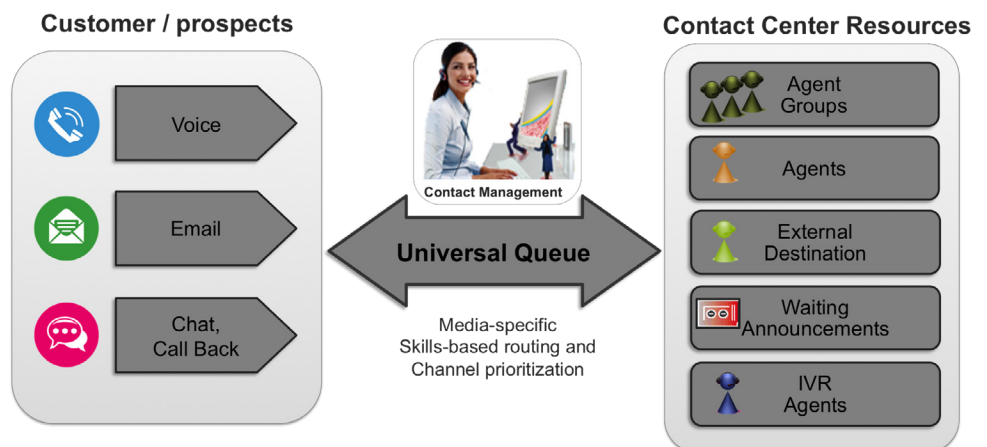 Customer / prospects
Voice
Email
Chat,
Call Back
Contact Management
Universal Queue
Media-specific
Skills-based routing and
Channel prioritization
Contact Center Resources
Agent
Groups
Agents
External
Destination
Waiting
Announcements
IVR
Agents